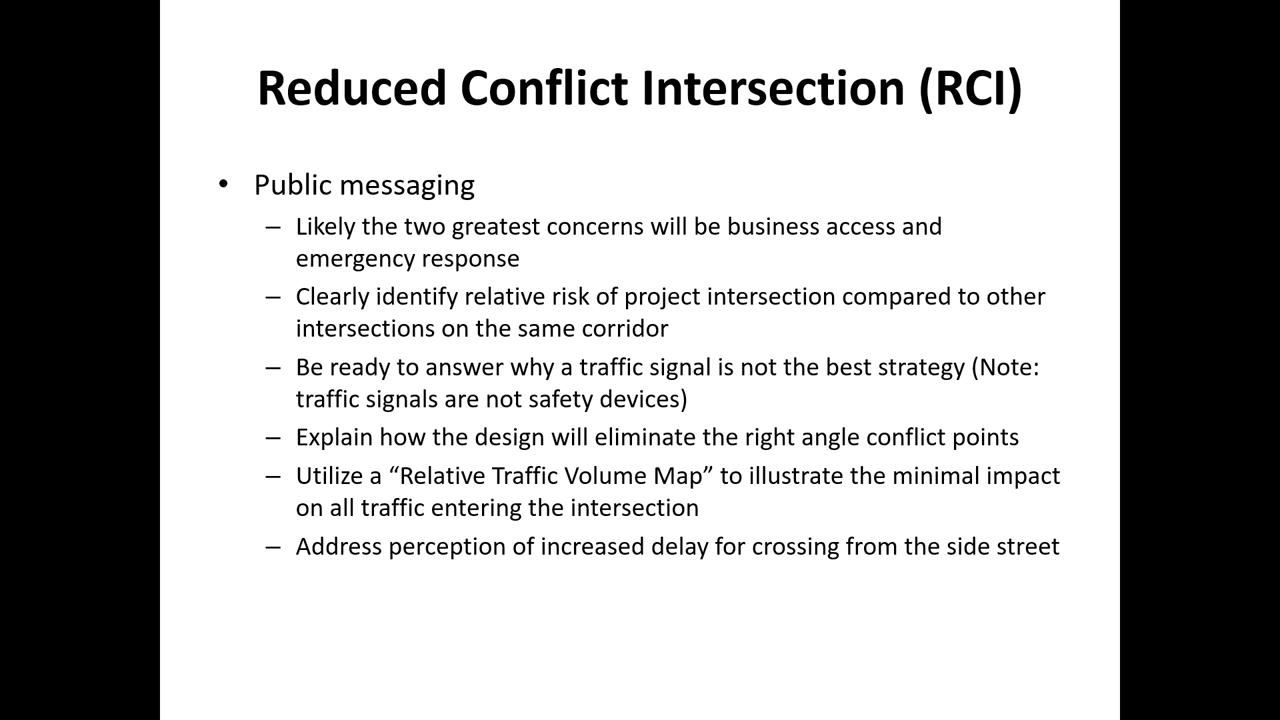 Reduced Conflict Intersection (RCI)
• Public messaging
– Likely the two greatest concerns will be business access and
emergency response
– Clearly identify relative risk of project intersection compared to other
intersections on the same corridor
– Be ready to answer why a traffic signal is not the best strategy (Note:
traffic signals are not safety devices)
– Explain how the design will eliminate the right angle conflict points
– Utilize a “Relative Traffic Volume Map” to illustrate the minimal impact
on all traffic entering the intersection
– Address perception of increased delay for crossing from the side street